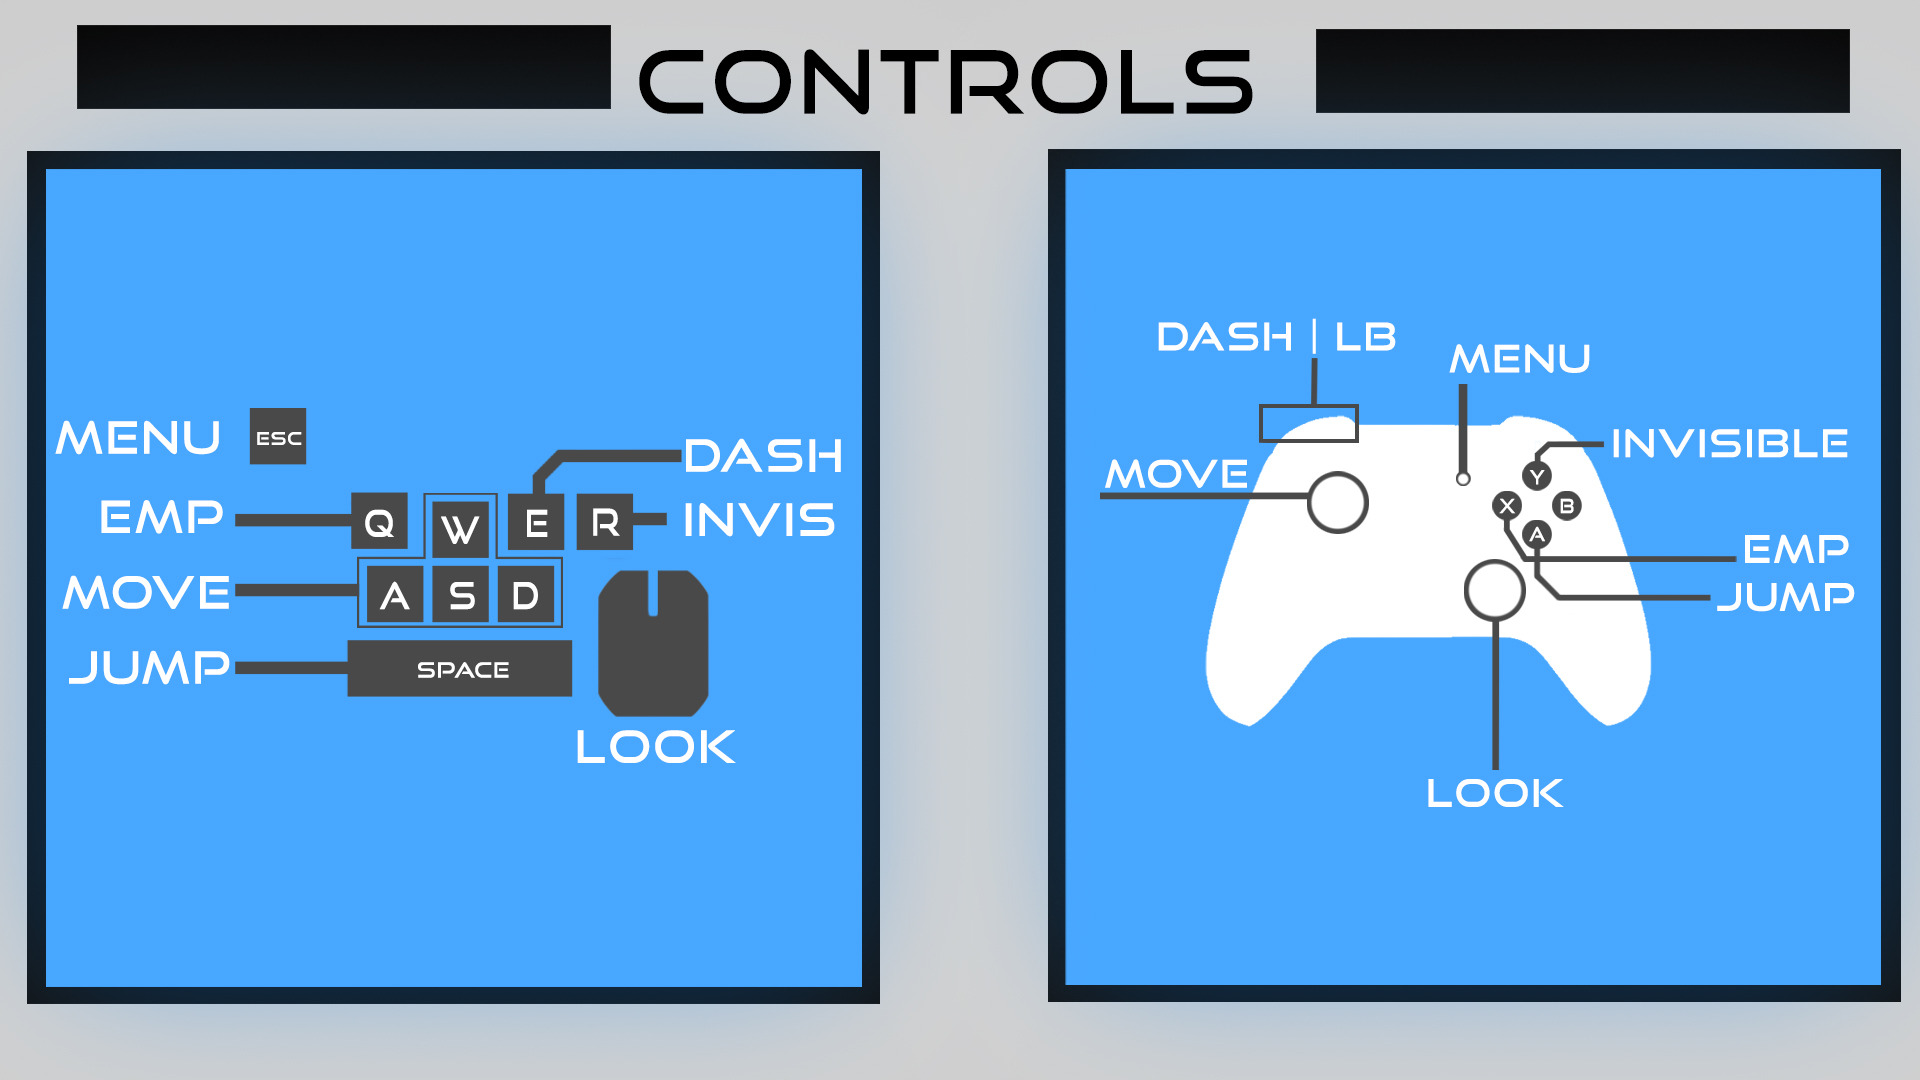 CONTROLS
MENU ESC
DASH
EMP Q W E R INVIS
MOVE A S D
JUMP SPACE
LOOK
DASH | LB
MENU
INVISIBLE
MOVE
Y
X B
A
EMP
JUMP
LOOK